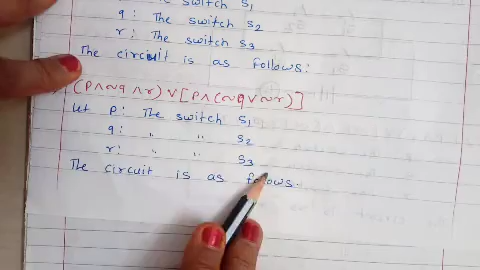 switch S1
q : The switch S2
r : The switch S3
The circuit is as follows :
(p∧~q∧r)∨[p∧(~q∨~r)]
Let p : The switch S1
q : " " S2
r : " " S3
The circuit is as follows.